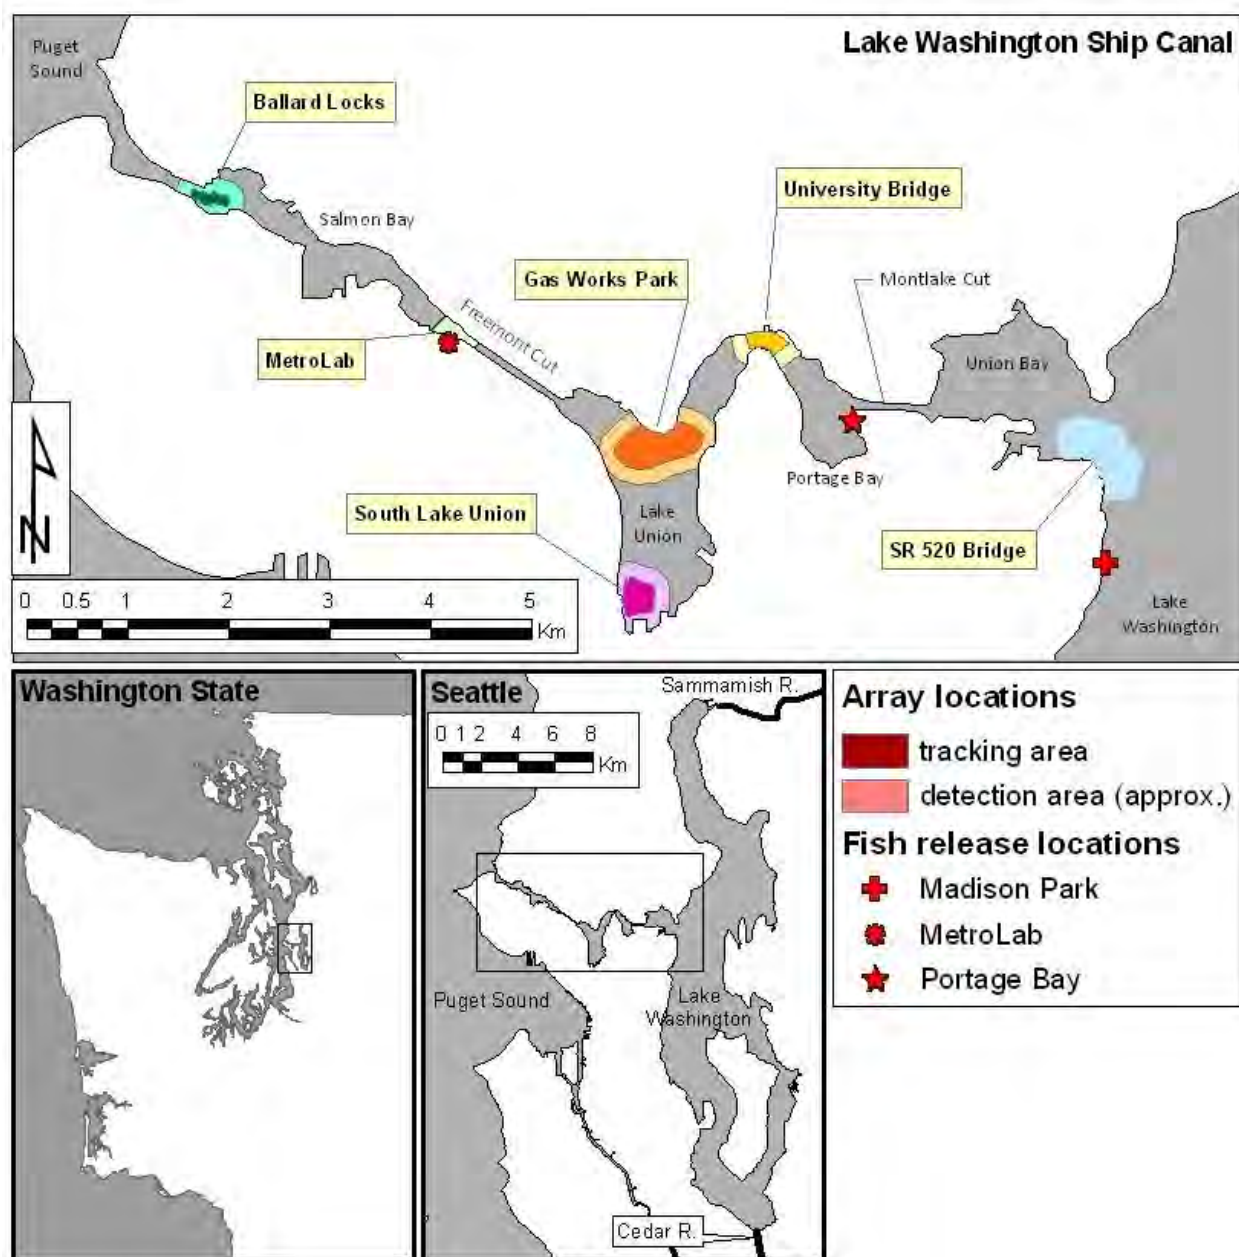 Lake Washington Ship Canal
Puget
Sound
Ballard Locks
University Bridge
Salmon Bay
Gas Works Park
Montlake Cut
Freemont Cut
MetroLab
Union Bay
Portage Bay
South Lake Union
Lake
Union
SR 520 Bridge
N
0 0.5 1 2 3 4 5
Km
Lake
Washington
Washington State
Seattle
Sammamish R.
0 1 2 4 6 8
Km
Puget Sound
Lake
Washington
Cedar R.
Array locations
tracking area
detection area (approx.)
Fish release locations
Madison Park
MetroLab
Portage Bay